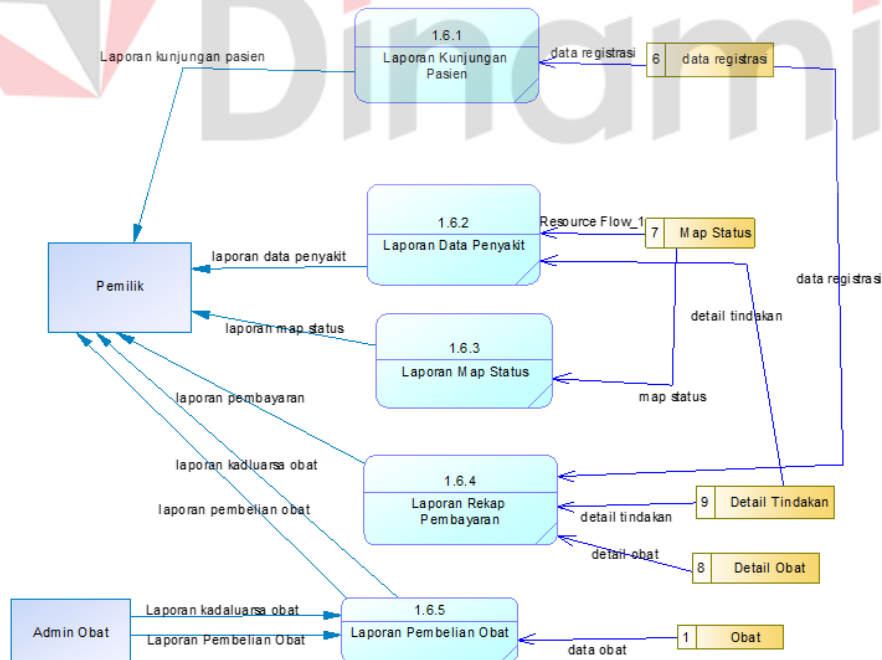 Dinami
1.6.1
Laporan Kunjungan
Pasien
Laporan kunjungan pasien
data registrasi
6 data registrasi
1.6.2
Laporan Data Penyakit
Resource Flow_1
7 Map Status
laporan data penyakit
Pemilik
data registrasi
detail tindakan
laporan map status
1.6.3
Laporan Map Status
map status
laporan pembayaran
laporan kadluarsa obat
laporan pembelian obat
1.6.4
Laporan Rekap
Pembayaran
9 Detail Tindakan
detail tindakan
detail obat
8 Detail Obat
Admin Obat
Laporan kadaluarsa obat
Laporan Pembelian Obat
1.6.5
Laporan Pembelian Obat
data obat
1 Obat